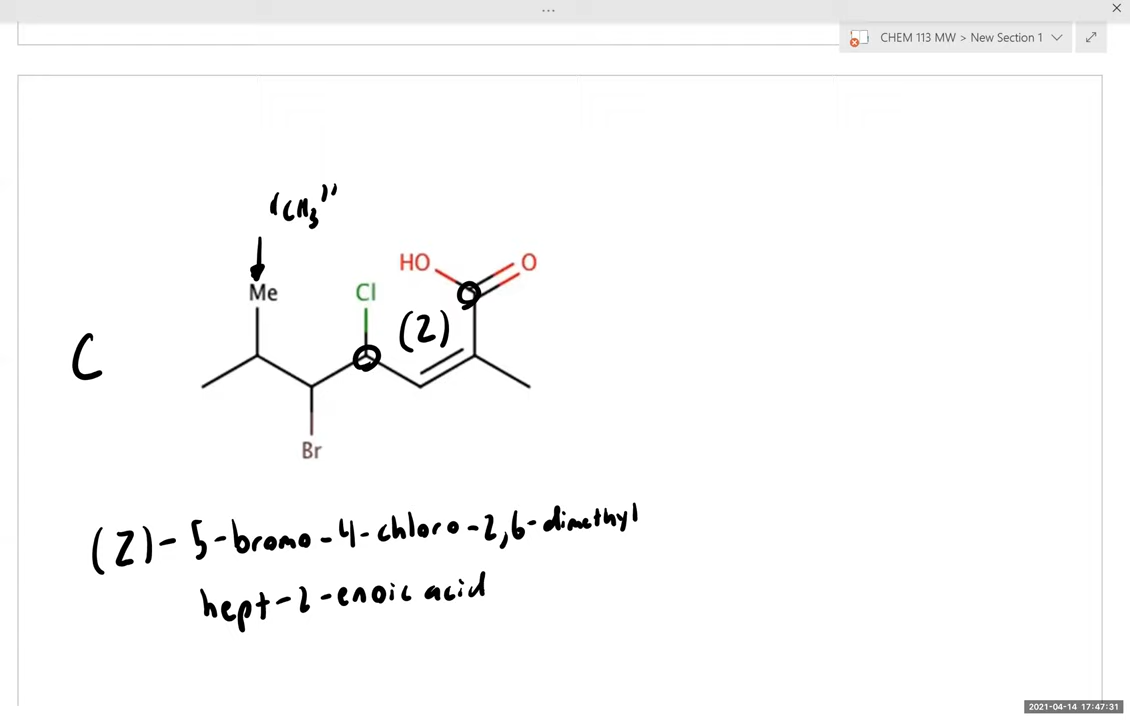 CHEM 113 MW > New Section 1
"CH3"
Me
Cl
HO
O
(Z)
C
Br
(Z)-5-bromo-4-chloro-2,6-dimethyl
hept-2-enoic acid
2021-04-14 17:47:31